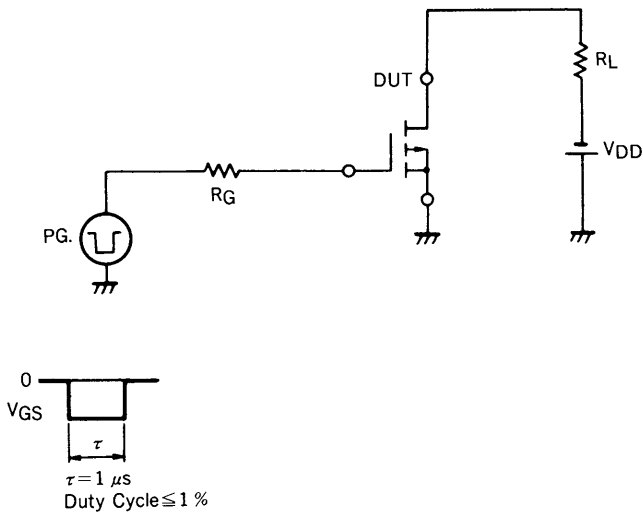 RL
DUT
VDD
RG
PG.
0
VGS
τ
τ=1 μs
Duty Cycle≦1 %